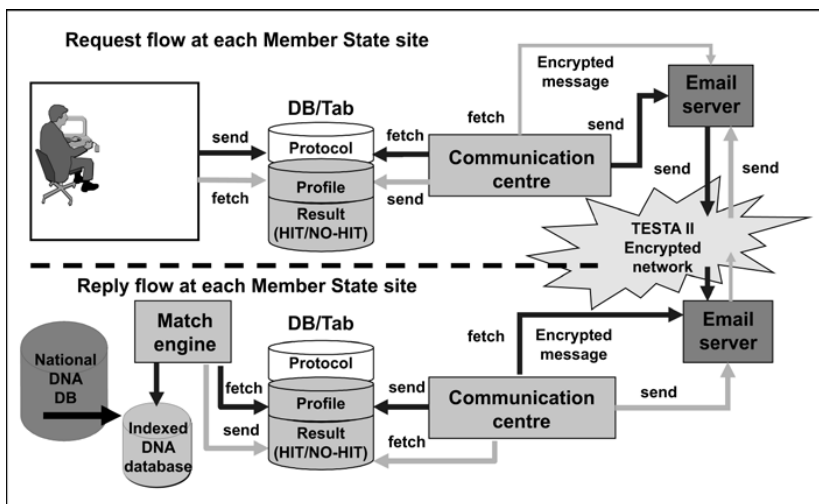 Request flow at each Member State site
DB/Tab
Protocol
Profile
Result
(HIT/NO-HIT)
send
fetch
fetch
send
fetch
Encrypted
message
send
Communication
centre
Email
server
send
send
TESTA II
Encrypted
network
Reply flow at each Member State site
National
DNA
DB
Match
engine
Indexed
DNA
database
DB/Tab
Protocol
Profile
Result
(HIT/NO-HIT)
fetch
send
send
fetch
fetch
Encrypted
message
Communication
centre
send
Email
server